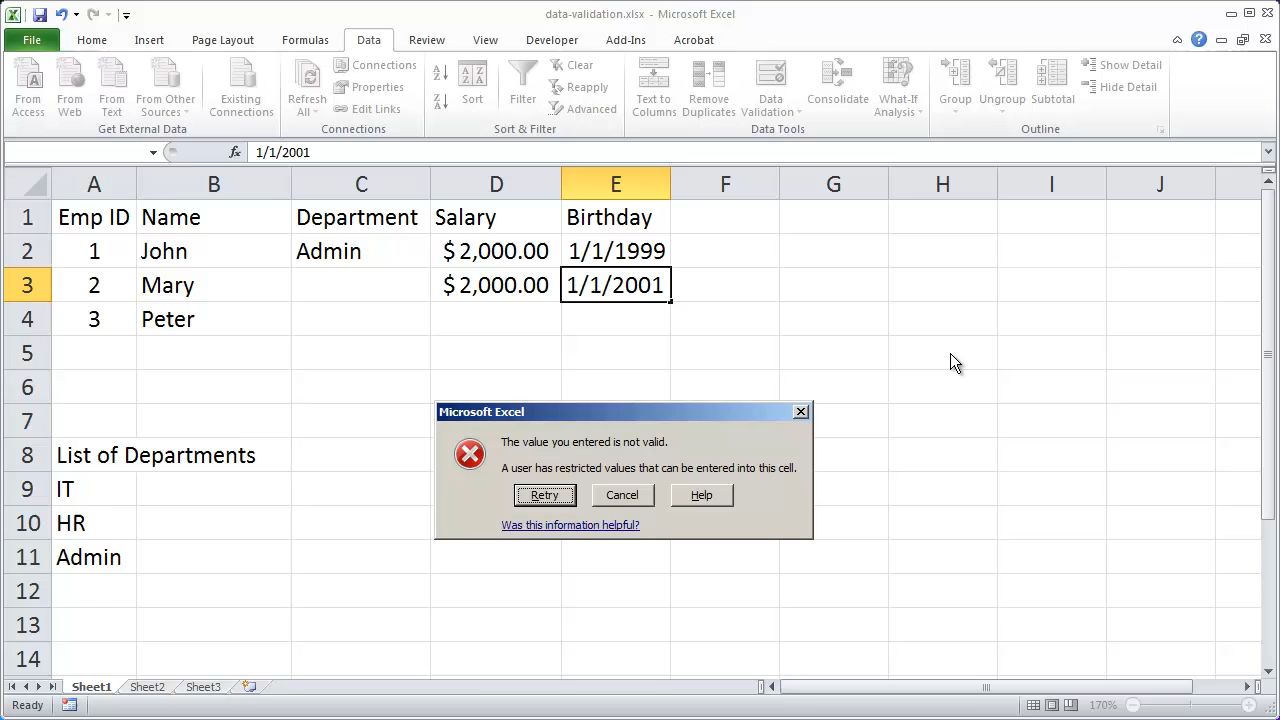 data-validation.xlsx - Microsoft Excel
File Home Insert Page Layout Formulas Data Review View Developer Add-Ins Acrobat
From Access
From Web
From Text
From Other Sources
Existing Connections
Get External Data
Refresh All
Connections
Properties
Edit Links
Connections
Sort
Filter
Clear
Reapply
Advanced
Sort & Filter
Text to Columns
Remove Duplicates
Data Validation
Consolidate
What-If Analysis
Data Tools
Group
Ungroup
Subtotal
Show Detail
Hide Detail
Outline
fx 1/1/2001
A B C D E F G H I J
1 Emp ID Name Department Salary Birthday
2 1 John Admin $ 2,000.00 1/1/1999
3 2 Mary $ 2,000.00 1/1/2001
4 3 Peter
5
6
7
8 List of Departments
9 IT
10 HR
11 Admin
12
13
14
Microsoft Excel
The value you entered is not valid.
A user has restricted values that can be entered into this cell.
Retry Cancel Help
Was this information helpful?
Sheet1 Sheet2 Sheet3
Ready 170%